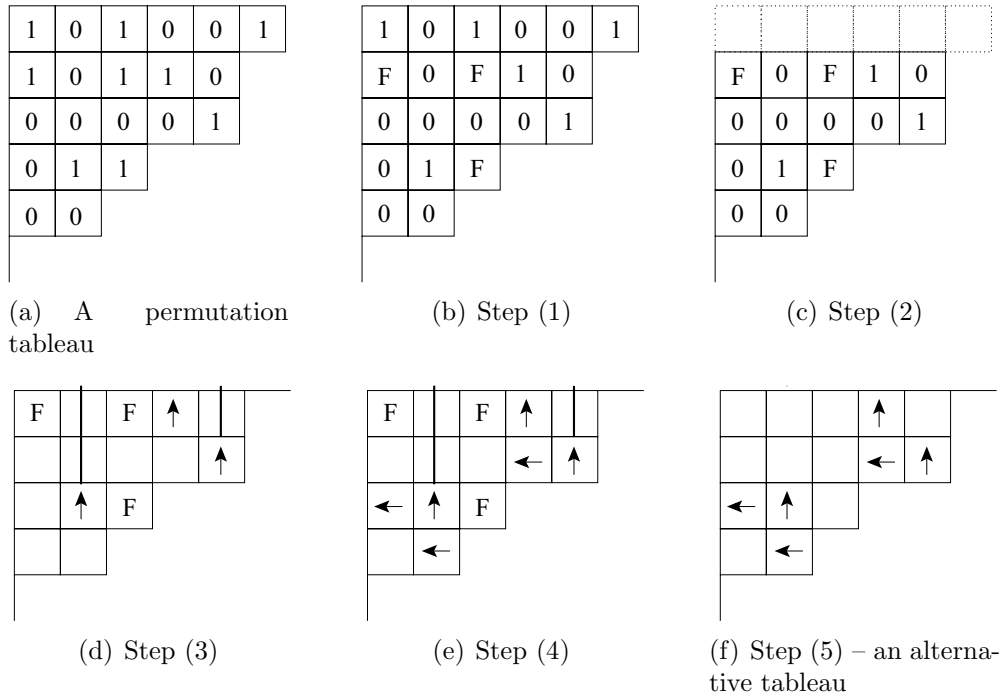 1 0 1 0 0 1
1 0 1 1 0
0 0 0 0 1
0 1 1
0 0
(a) A permutation
tableau
1 0 1 0 0 1
F 0 F 1 0
0 0 0 0 1
0 1 F
0 0
(b) Step (1)
F 0 F 1 0
0 0 0 0 1
0 1 F
0 0
(c) Step (2)
F F
F
(d) Step (3)
F F
F
(e) Step (4)
(f) Step (5) – an alterna-
tive tableau